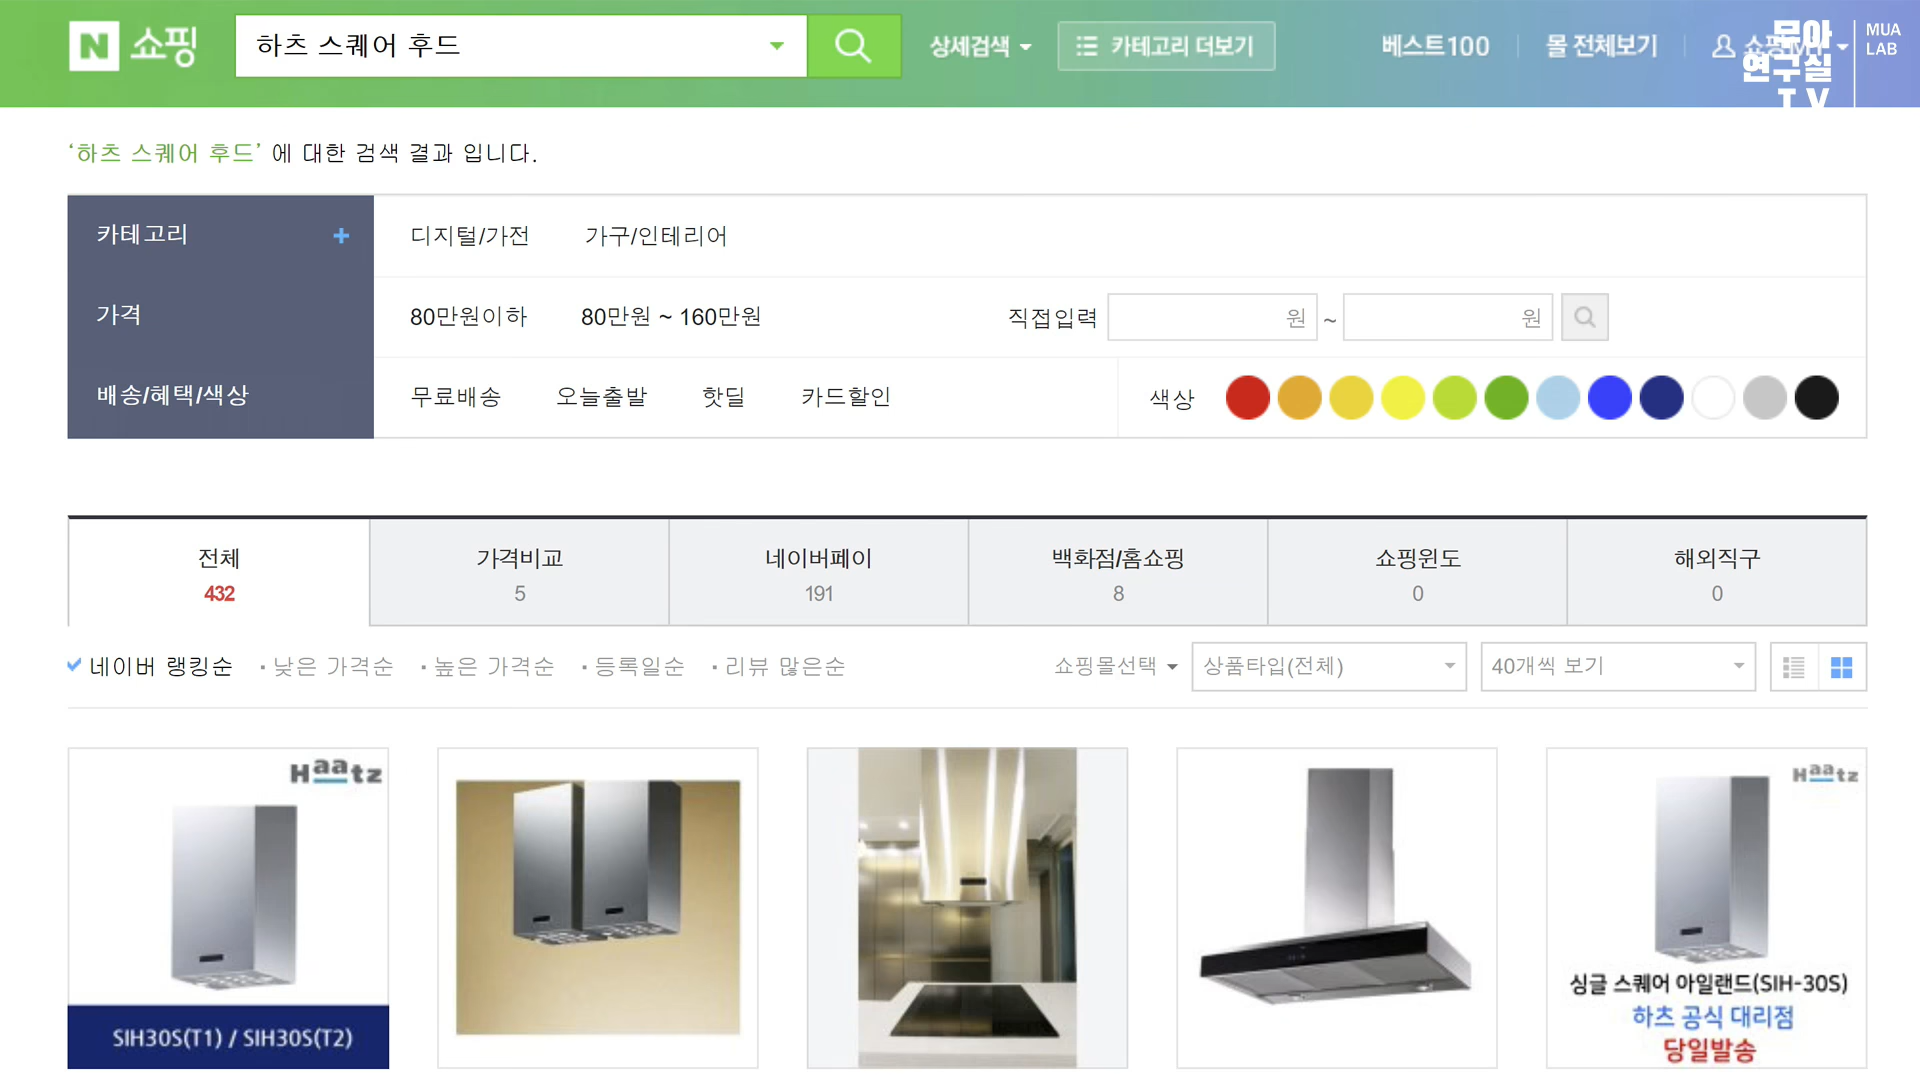 N 쇼핑
하츠 스퀘어 후드
상세검색
카테고리 더보기
베스트100
몰 전체보기
무아
연구실
TV
MUA
LAB
‘하츠 스퀘어 후드’ 에 대한 검색 결과 입니다.
카테고리 +
디지털/가전 가구/인테리어
가격
80만원이하 80만원 ~ 160만원
직접입력 원 ~ 원
배송/혜택/색상
무료배송 오늘출발 핫딜 카드할인
색상
전체 가격비교 네이버페이 백화점/홈쇼핑 쇼핑윈도 해외직구
432 5 191 8 0 0
네이버 랭킹순 · 낮은 가격순 · 높은 가격순 · 등록일순 · 리뷰 많은순
쇼핑몰선택 상품타입(전체) 40개씩 보기
Haatz
SIH30S(T1) / SIH30S(T2)
Haatz
싱글 스퀘어 아일랜드(SIH-30S)
하츠 공식 대리점
당일발송